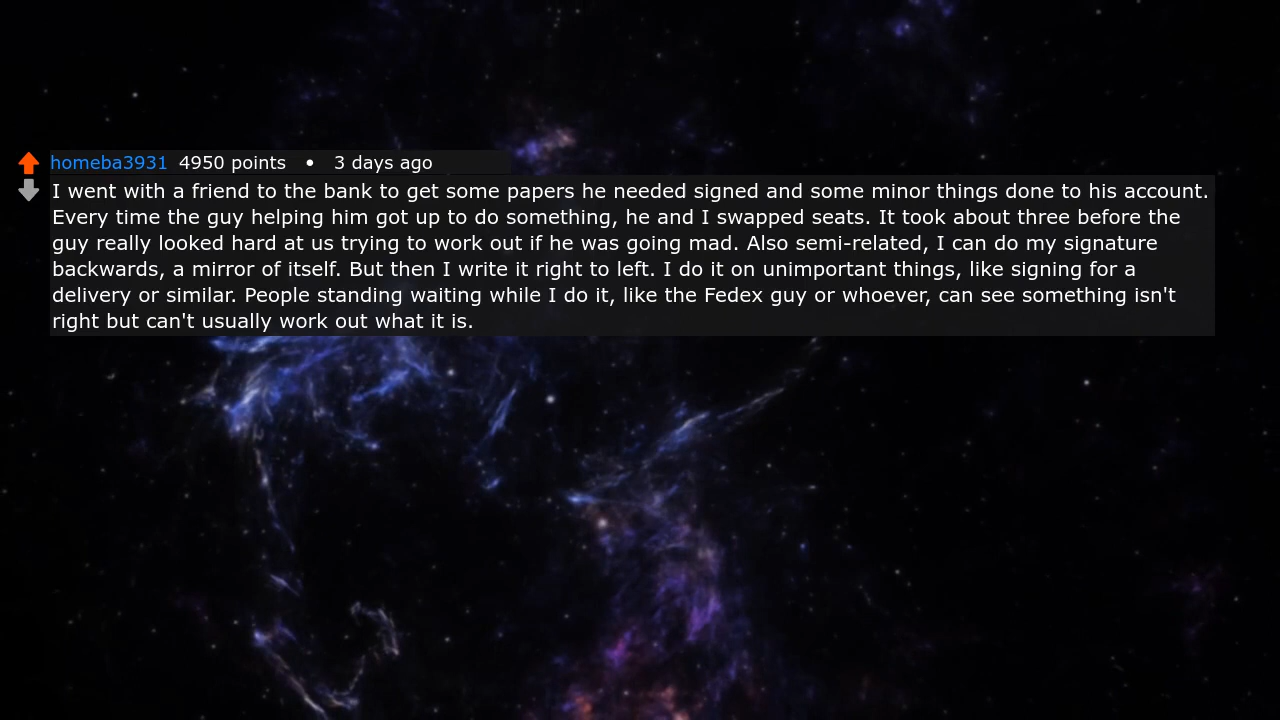 homeba3931 4950 points • 3 days ago
I went with a friend to the bank to get some papers he needed signed and some minor things done to his account.
Every time the guy helping him got up to do something, he and I swapped seats. It took about three before the
guy really looked hard at us trying to work out if he was going mad. Also semi-related, I can do my signature
backwards, a mirror of itself. But then I write it right to left. I do it on unimportant things, like signing for a
delivery or similar. People standing waiting while I do it, like the Fedex guy or whoever, can see something isn't
right but can't usually work out what it is.